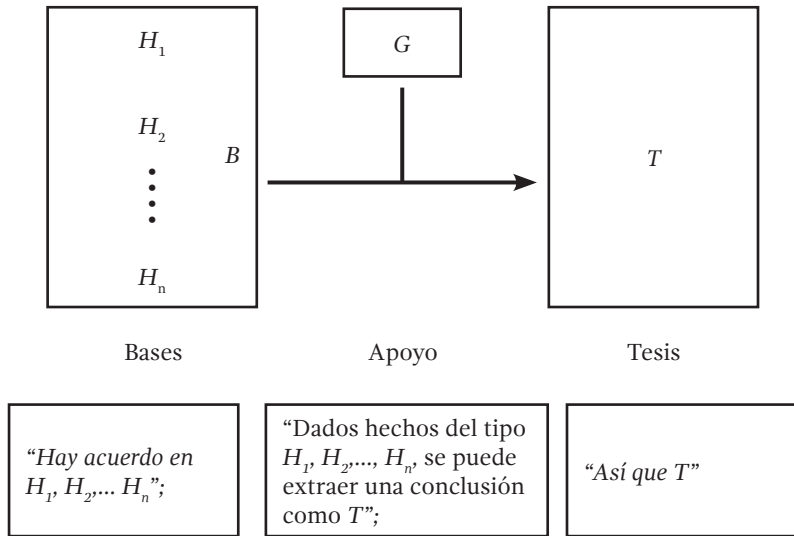 H₁
G
H₂
B
T
Hₙ
Bases
Apoyo
Tesis
“Hay acuerdo en
H₁, H₂,... Hₙ”;
“Dados hechos del tipo
H₁, H₂,..., Hₙ, se puede
extraer una conclusión
como T”;
“Así que T”